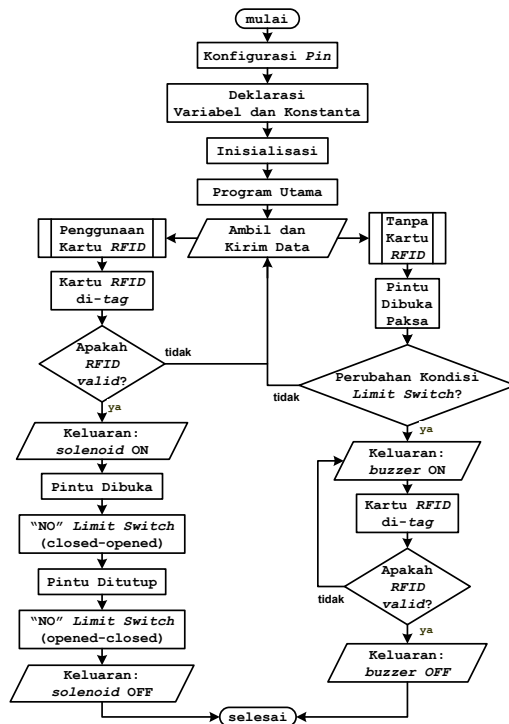 mulai
Konfigurasi Pin
Deklarasi
Variabel dan Konstanta
Inisialisasi
Program Utama
Ambil dan
Kirim Data
Penggunaan
Kartu RFID
Kartu RFID
di-tag
Apakah
RFID
valid?
tidak
ya
Keluaran:
solenoid ON
Pintu Dibuka
“NO” Limit Switch
(closed-opened)
Pintu Ditutup
“NO” Limit Switch
(opened-closed)
Keluaran:
solenoid OFF
Tanpa
Kartu
RFID
Pintu
Dibuka
Paksa
Perubahan Kondisi
Limit Switch?
tidak
ya
Keluaran:
buzzer ON
Kartu RFID
di-tag
Apakah
RFID
valid?
tidak
ya
Keluaran:
buzzer OFF
selesai